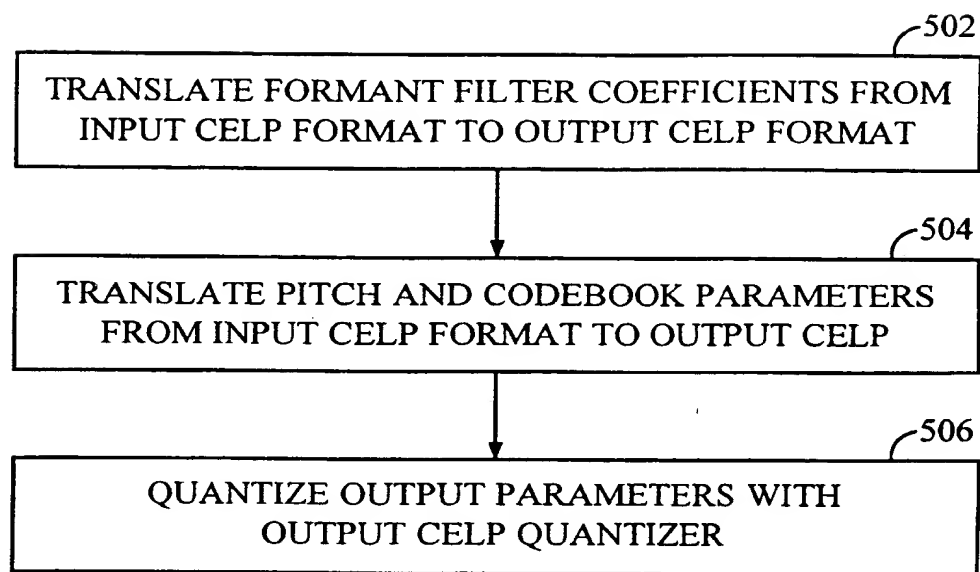 502
TRANSLATE FORMANT FILTER COEFFICIENTS FROM
INPUT CELP FORMAT TO OUTPUT CELP FORMAT
504
TRANSLATE PITCH AND CODEBOOK PARAMETERS
FROM INPUT CELP FORMAT TO OUTPUT CELP
506
QUANTIZE OUTPUT PARAMETERS WITH
OUTPUT CELP QUANTIZER